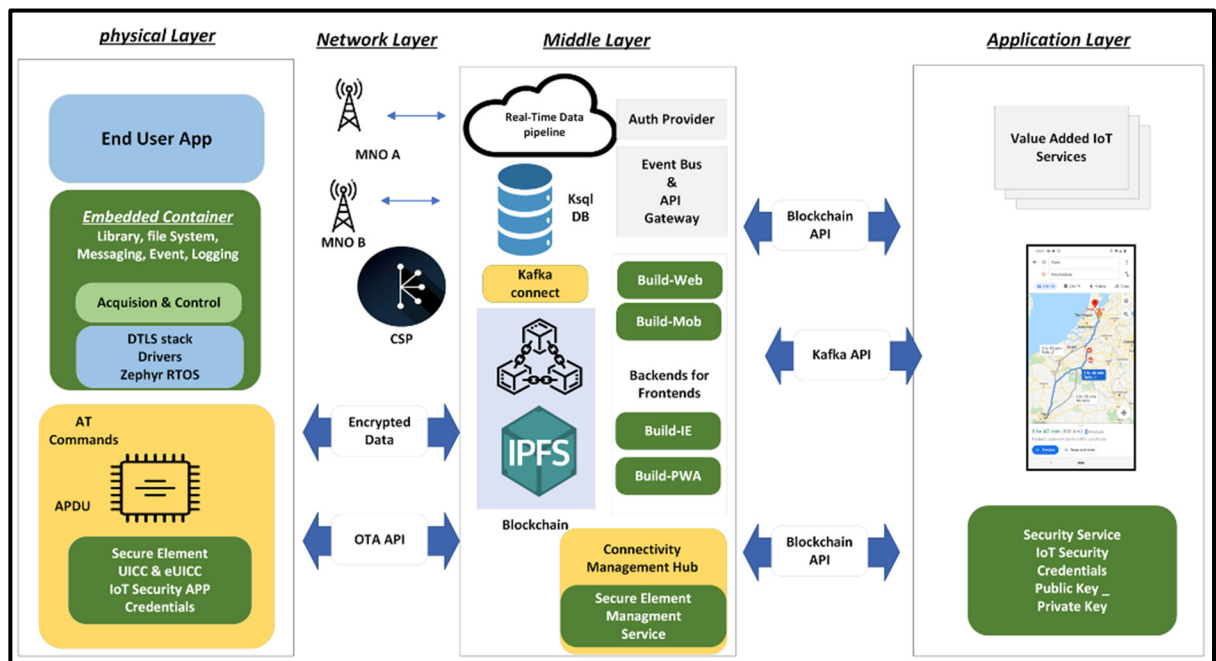 physical Layer
Network Layer
Middle Layer
Application Layer
End User App
Embedded Container
Library, file System,
Messaging, Event, Logging
Acquision & Control
DTLS stack
Drivers
Zephyr RTOS
AT
Commands
APDU
Secure Element
UICC & eUICC
IoT Security APP
Credentials
MNO A
MNO B
CSP
Encrypted
Data
OTA API
Real-Time Data
pipeline
Ksql
DB
Kafka
connect
IPFS
Blockchain
Auth Provider
Event Bus
&
API
Gateway
Build-Web
Build-Mob
Backends for
Frontends
Build-IE
Build-PWA
Connectivity
Management Hub
Secure Element
Managment
Service
Blockchain
API
Kafka API
Blockchain
API
Value Added IoT
Services
Security Service
IoT Security
Credentials
Public Key _
Private Key